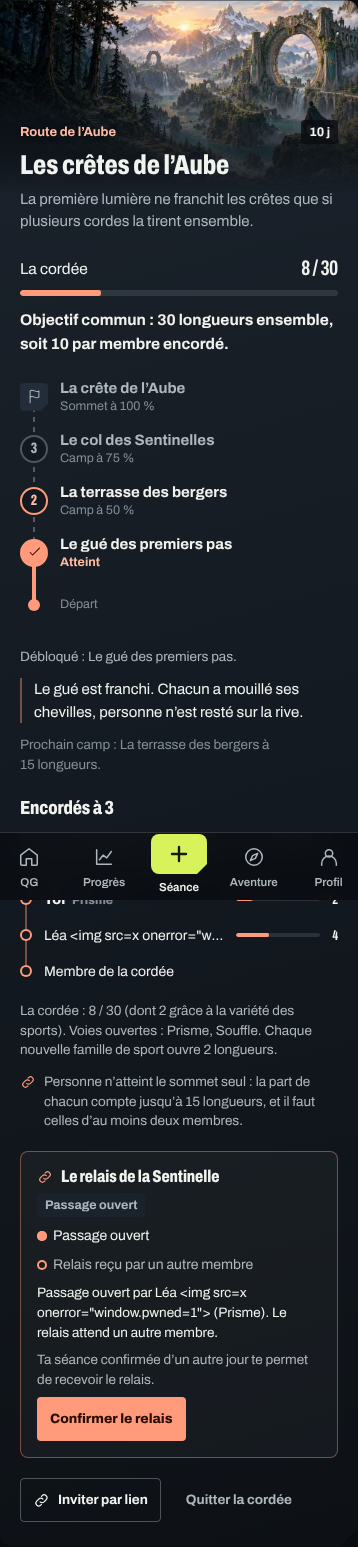 Route de l'Aube
10 j
Les crêtes de l'Aube
La première lumière ne franchit les crêtes que si
plusieurs cordes la tirent ensemble.
La cordée
8 / 30
Objectif commun : 30 longueurs ensemble,
soit 10 par membre encordé.
La crête de l'Aube
Sommet à 100 %
3
Le col des Sentinelles
Camp à 75 %
2
La terrasse des bergers
Camp à 50 %
Le gué des premiers pas
Atteint
Départ
Débloqué : Le gué des premiers pas.
Le gué est franchi. Chacun a mouillé ses
chevilles, personne n'est resté sur la rive.
Prochain camp : La terrasse des bergers à
15 longueurs.
Encordés à 3
QG
Progrès
Séance
Aventure
Profil
Prisme
2
Léa <img src=x onerror="w...
4
Membre de la cordée
La cordée : 8 / 30 (dont 2 grâce à la variété des
sports). Voies ouvertes : Prisme, Souffle. Chaque
nouvelle famille de sport ouvre 2 longueurs.
Personne n'atteint le sommet seul : la part de
chacun compte jusqu'à 15 longueurs, et il faut
celles d'au moins deux membres.
Le relais de la Sentinelle
Passage ouvert
Passage ouvert
Relais reçu par un autre membre
Passage ouvert par Léa <img src=x
onerror="window.pwned=1"> (Prisme). Le
relais attend un autre membre.
Ta séance confirmée d'un autre jour te permet
de recevoir le relais.
Confirmer le relais
Inviter par lien
Quitter la cordée